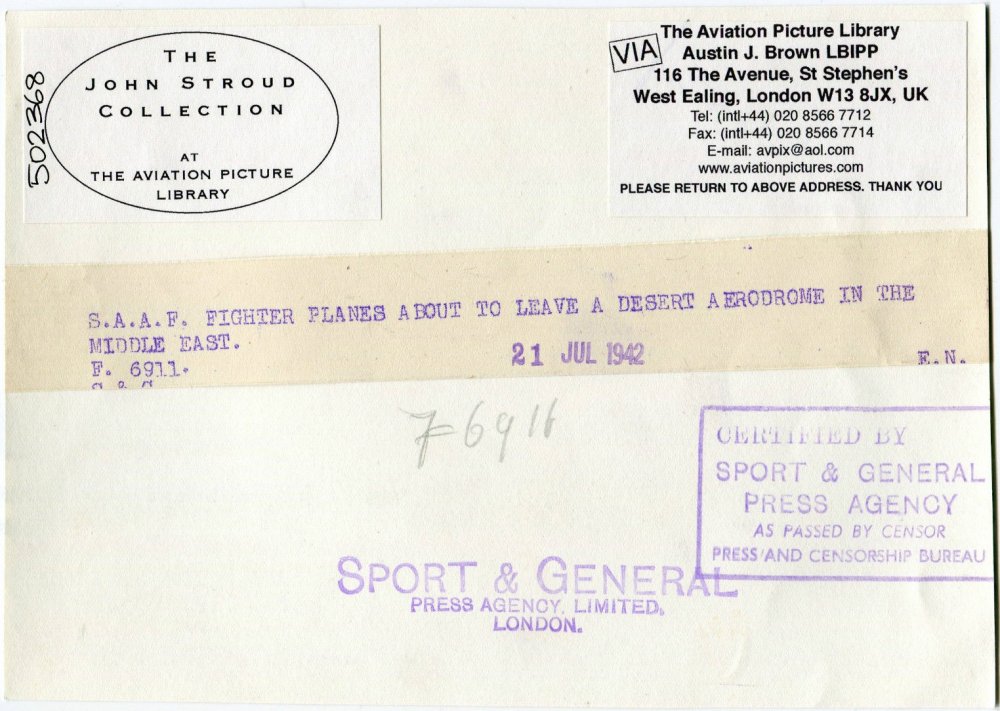 502368
THE
JOHN STROUD
COLLECTION
AT
THE AVIATION PICTURE
LIBRARY
VIA
The Aviation Picture Library
Austin J. Brown LBIPP
116 The Avenue, St Stephen's
West Ealing, London W13 8JX, UK
Tel: (intl+44) 020 8566 7712
Fax: (intl+44) 020 8566 7714
E-mail: avpix@aol.com
www.aviationpictures.com
PLEASE RETURN TO ABOVE ADDRESS. THANK YOU
S.A.A.F. FIGHTER PLANES ABOUT TO LEAVE A DESERT AERODROME IN THE
MIDDLE EAST.
21 JUL 1942
F. 6911. E.N.
F6911
CERTIFIED BY
SPORT & GENERAL
PRESS AGENCY
AS PASSED BY CENSOR
PRESS AND CENSORSHIP BUREAU
SPORT & GENERAL
PRESS AGENCY, LIMITED,
LONDON.